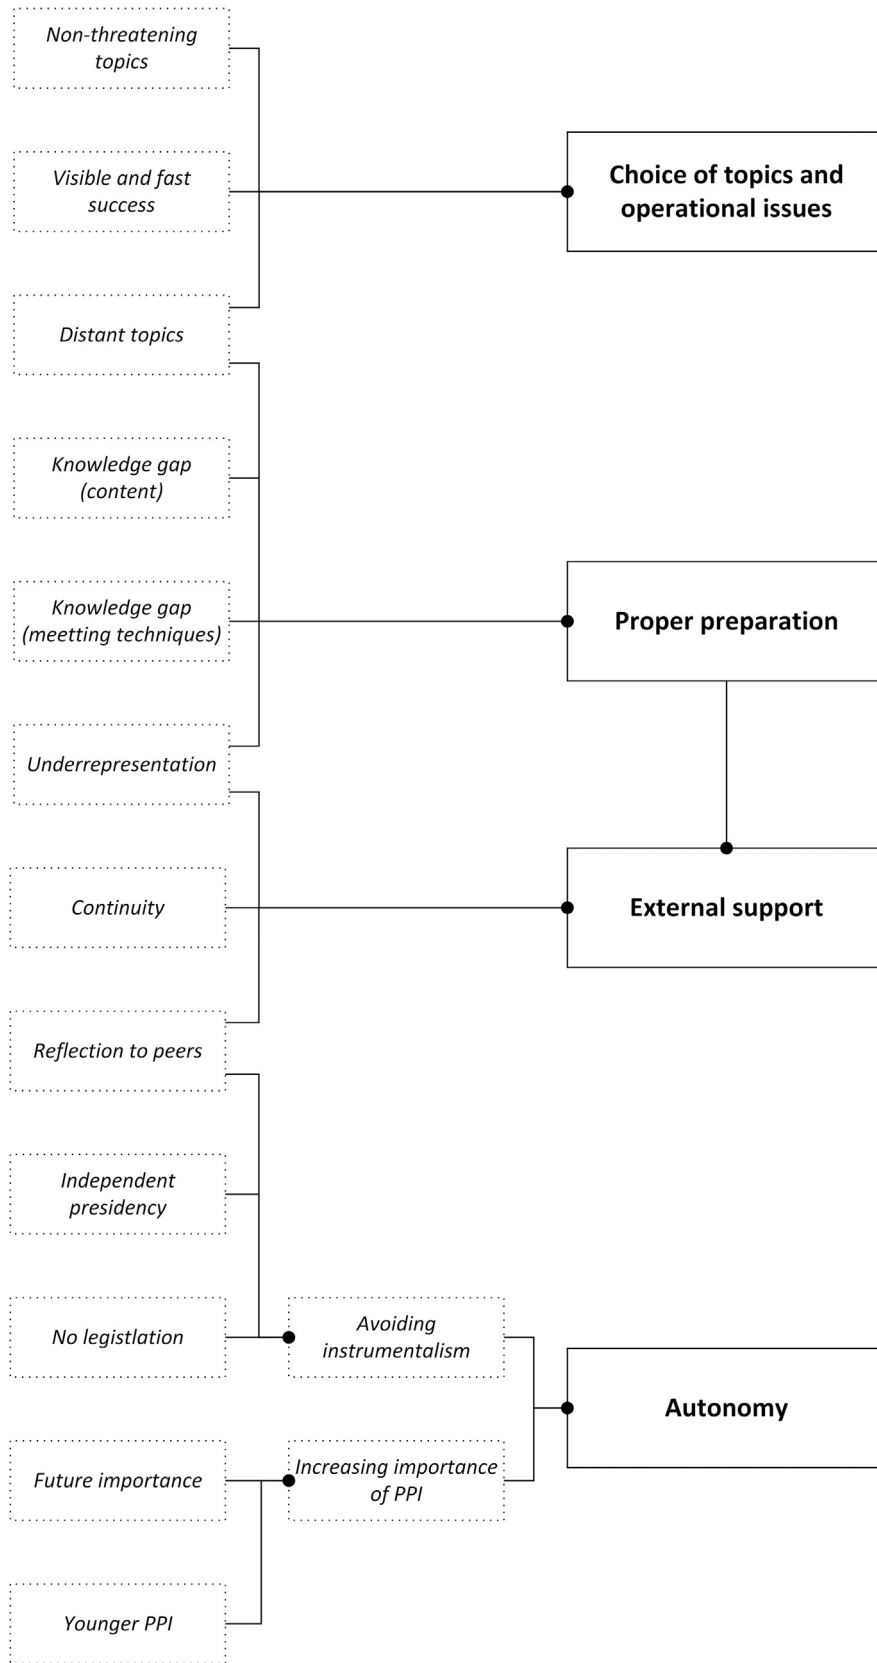 Non-threatening
topics
Visible and fast
success
Choice of topics and
operational issues
Distant topics
Knowledge gap
(content)
Knowledge gap
(meetting techniques)
Proper preparation
Underrepresentation
Continuity
External support
Reflection to peers
Independent
presidency
No legistlation
Avoiding
instrumentalism
Autonomy
Future importance
Increasing importance
of PPI
Younger PPI